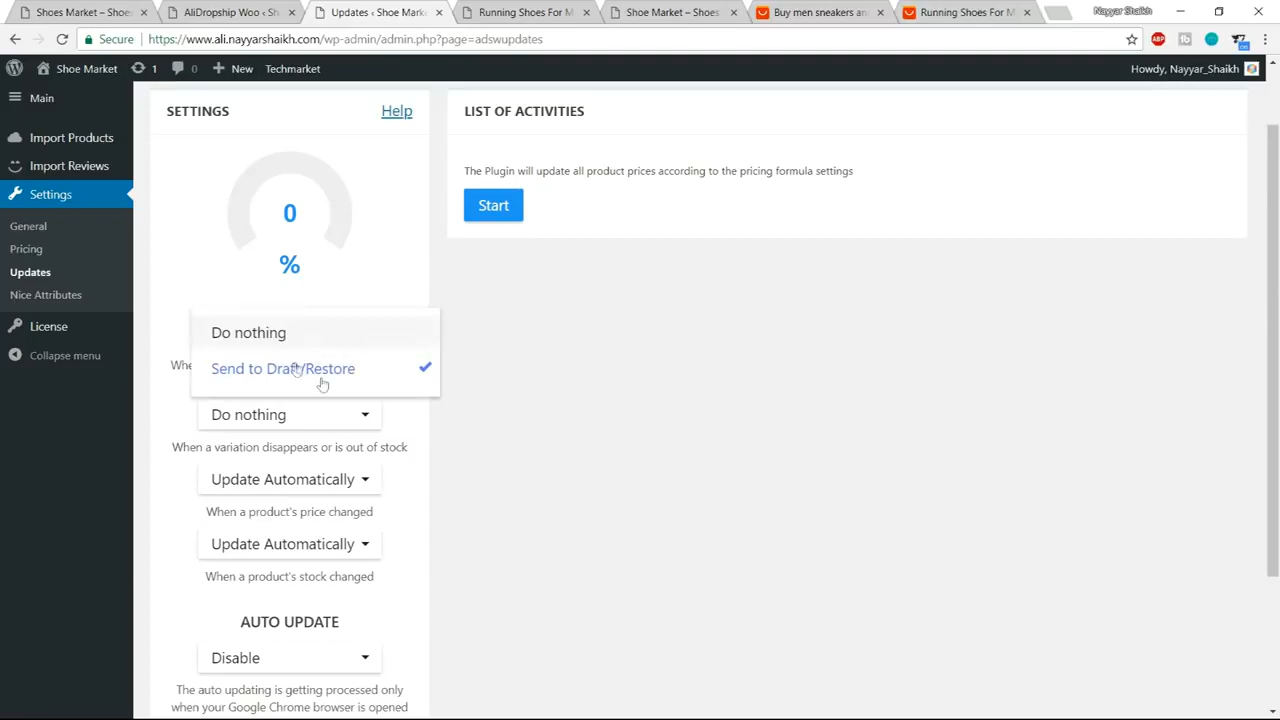 Shoes Market – Shoes
AliDropship Woo ‹ Sh
Updates ‹ Shoe Mark
Running Shoes For M
Shoe Market – Shoes
Buy men sneakers an
Running Shoes For M
Nayyar Shaikh
Secure
https://www.ali.nayyarshaikh.com/wp-admin/admin.php?page=adswupdates
ABP
Shoe Market
1
0
New
Techmarket
Howdy, Nayyar_Shaikh
Main
Import Products
Import Reviews
Settings
General
Pricing
Updates
Nice Attributes
License
Collapse menu
SETTINGS
Help
0
%
Do nothing
Whe
Send to Draft/Restore
Do nothing
When a variation disappears or is out of stock
Update Automatically
When a product's price changed
Update Automatically
When a product's stock changed
AUTO UPDATE
Disable
The auto updating is getting processed only
when your Google Chrome browser is opened
LIST OF ACTIVITIES
The Plugin will update all product prices according to the pricing formula settings
Start